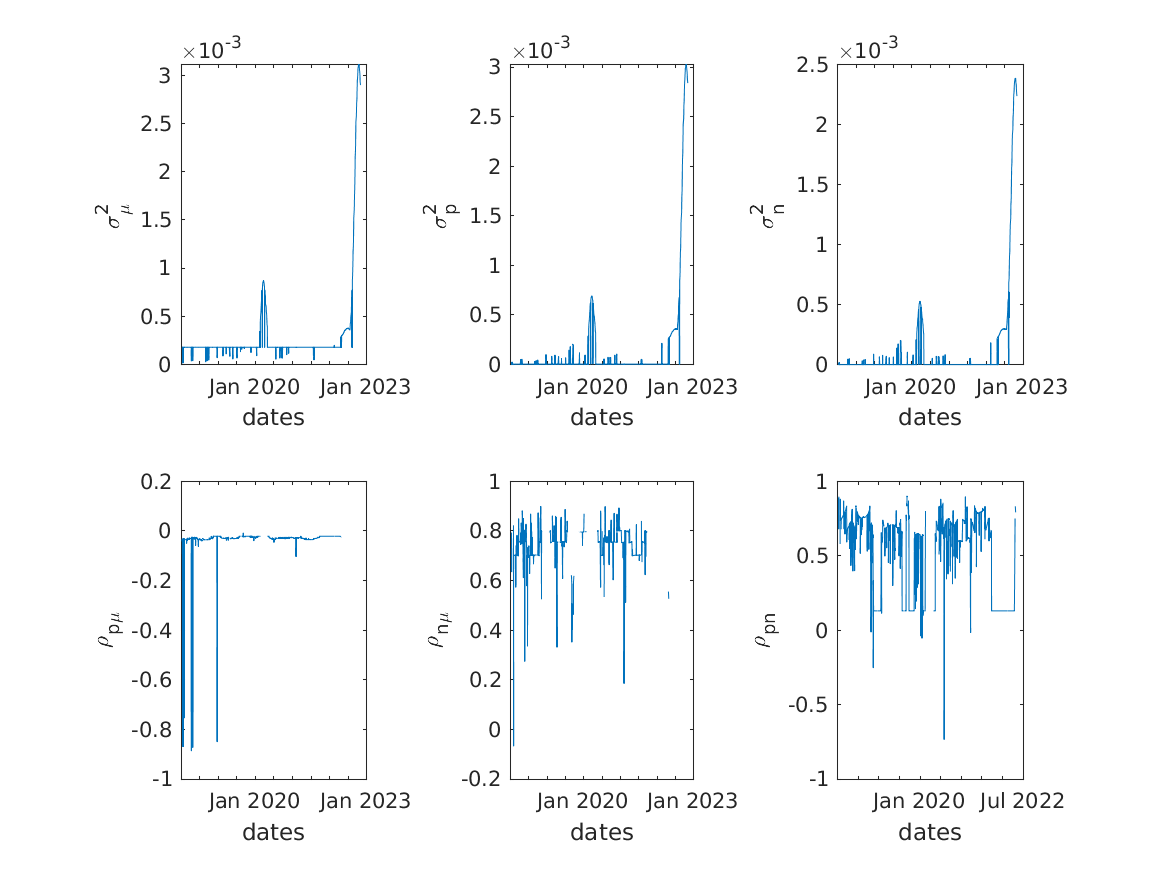 ×10⁻³ ×10⁻³ ×10⁻³
3 3 2.5
2.5 2.5 2
2 2 1.5
1.5 1.5 1
1 1 0.5
0.5 0.5 0
0 0
σ²μ σ²p σ²n
Jan 2020 Jan 2023 Jan 2020 Jan 2023 Jan 2020 Jan 2023
dates dates dates
0.2 1 1
0 0.8 0.5
-0.2 0.6 0
-0.4 0.4 -0.5
-0.6 0.2 -1
-0.8 0
-1 -0.2
ρpμ ρnμ ρpn
Jan 2020 Jan 2023 Jan 2020 Jan 2023 Jan 2020 Jul 2022
dates dates dates